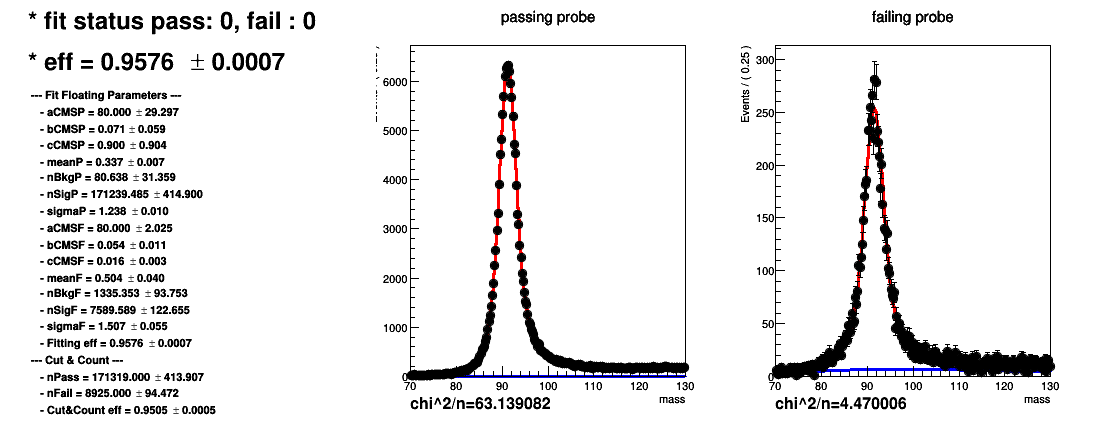 * fit status pass: 0, fail : 0
* eff = 0.9576 ± 0.0007
--- Fit Floating Parameters ---
- aCMSP = 80.000 ± 29.297
- bCMSP = 0.071 ± 0.059
- cCMSP = 0.900 ± 0.904
- meanP = 0.337 ± 0.007
- nBkgP = 80.638 ± 31.359
- nSigP = 171239.485 ± 414.900
- sigmaP = 1.238 ± 0.010
- aCMSF = 80.000 ± 2.025
- bCMSF = 0.054 ± 0.011
- cCMSF = 0.016 ± 0.003
- meanF = 0.504 ± 0.040
- nBkgF = 1335.353 ± 93.753
- nSigF = 7589.589 ± 122.655
- sigmaF = 1.507 ± 0.055
- Fitting eff = 0.9576 ± 0.0007
--- Cut & Count ---
- nPass = 171319.000 ± 413.907
- nFail = 8925.000 ± 94.472
- Cut&Count eff = 0.9505 ± 0.0005
passing probe
6000
5000
4000
3000
2000
1000
0
70 80 90 100 110 120 130
mass
chi^2/n=63.139082
failing probe
Events / ( 0.25 )
300
250
200
150
100
50
0
70 80 90 100 110 120 130
mass
chi^2/n=4.470006